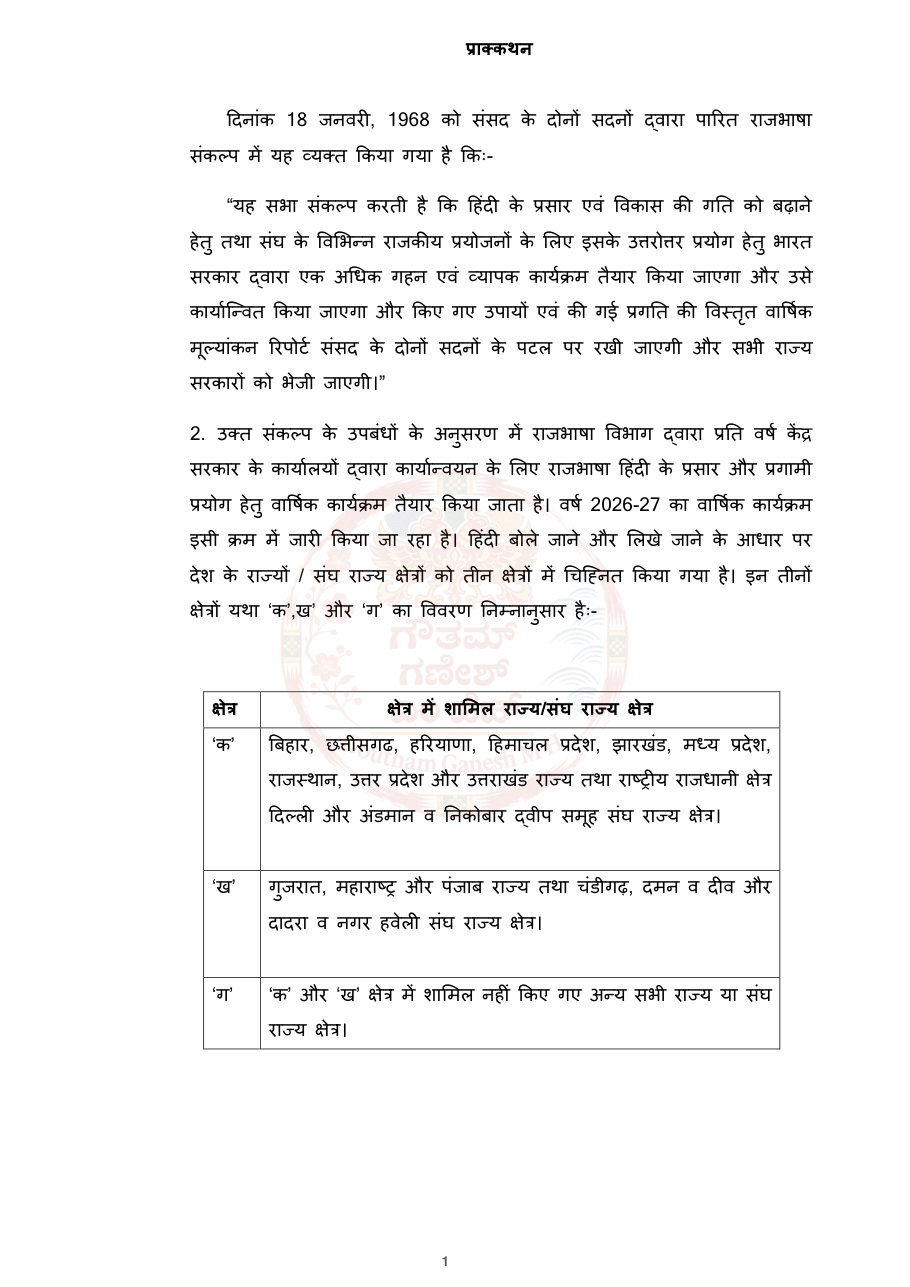 प्राक्कथन
दिनांक 18 जनवरी, 1968 को संसद के दोनों सदनों द्वारा पारित राजभाषा
संकल्प में यह व्यक्त किया गया है किः-
“यह सभा संकल्प करती है कि हिंदी के प्रसार एवं विकास की गति को बढ़ाने
हेतु तथा संघ के विभिन्न राजकीय प्रयोजनों के लिए इसके उत्तरोत्तर प्रयोग हेतु भारत
सरकार द्वारा एक अधिक गहन एवं व्यापक कार्यक्रम तैयार किया जाएगा और उसे
कार्यान्वित किया जाएगा और किए गए उपायों एवं की गई प्रगति की विस्तृत वार्षिक
मूल्यांकन रिपोर्ट संसद के दोनों सदनों के पटल पर रखी जाएगी और सभी राज्य
सरकारों को भेजी जाएगी।”
2. उक्त संकल्प के उपबंधों के अनुसरण में राजभाषा विभाग द्वारा प्रति वर्ष केंद्र
सरकार के कार्यालयों द्वारा कार्यान्वयन के लिए राजभाषा हिंदी के प्रसार और प्रगामी
प्रयोग हेतु वार्षिक कार्यक्रम तैयार किया जाता है। वर्ष 2026-27 का वार्षिक कार्यक्रम
इसी क्रम में जारी किया जा रहा है। हिंदी बोले जाने और लिखे जाने के आधार पर
देश के राज्यों / संघ राज्य क्षेत्रों को तीन क्षेत्रों में चिह्नित किया गया है। इन तीनों
क्षेत्रों यथा ‘क’,ख’ और ‘ग’ का विवरण निम्नानुसार हैः-
ಗೌತಮ್
ಗಣೇಶ್
क्षेत्र क्षेत्र में शामिल राज्य/संघ राज्य क्षेत्र
‘क’ बिहार, छत्तीसगढ, हरियाणा, हिमाचल प्रदेश, झारखंड, मध्य प्रदेश,
राजस्थान, उत्तर प्रदेश और उत्तराखंड राज्य तथा राष्ट्रीय राजधानी क्षेत्र
दिल्ली और अंडमान व निकोबार द्वीप समूह संघ राज्य क्षेत्र।
‘ख’ गुजरात, महाराष्ट्र और पंजाब राज्य तथा चंडीगढ़, दमन व दीव और
दादरा व नगर हवेली संघ राज्य क्षेत्र।
‘ग’ ‘क’ और ‘ख’ क्षेत्र में शामिल नहीं किए गए अन्य सभी राज्य या संघ
राज्य क्षेत्र।
1